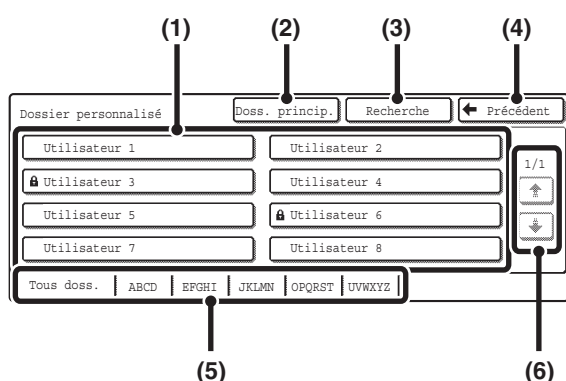 (1) (2) (3) (4)
Dossier personnalisé Doss. princip. Recherche Précédent
Utilisateur 1 Utilisateur 2
1/1
Utilisateur 3 Utilisateur 4
Utilisateur 5 Utilisateur 6
Utilisateur 7 Utilisateur 8
Tous doss. ABCD EFGHI JKLMN OPQRST UVWXYZ
(5) (6)